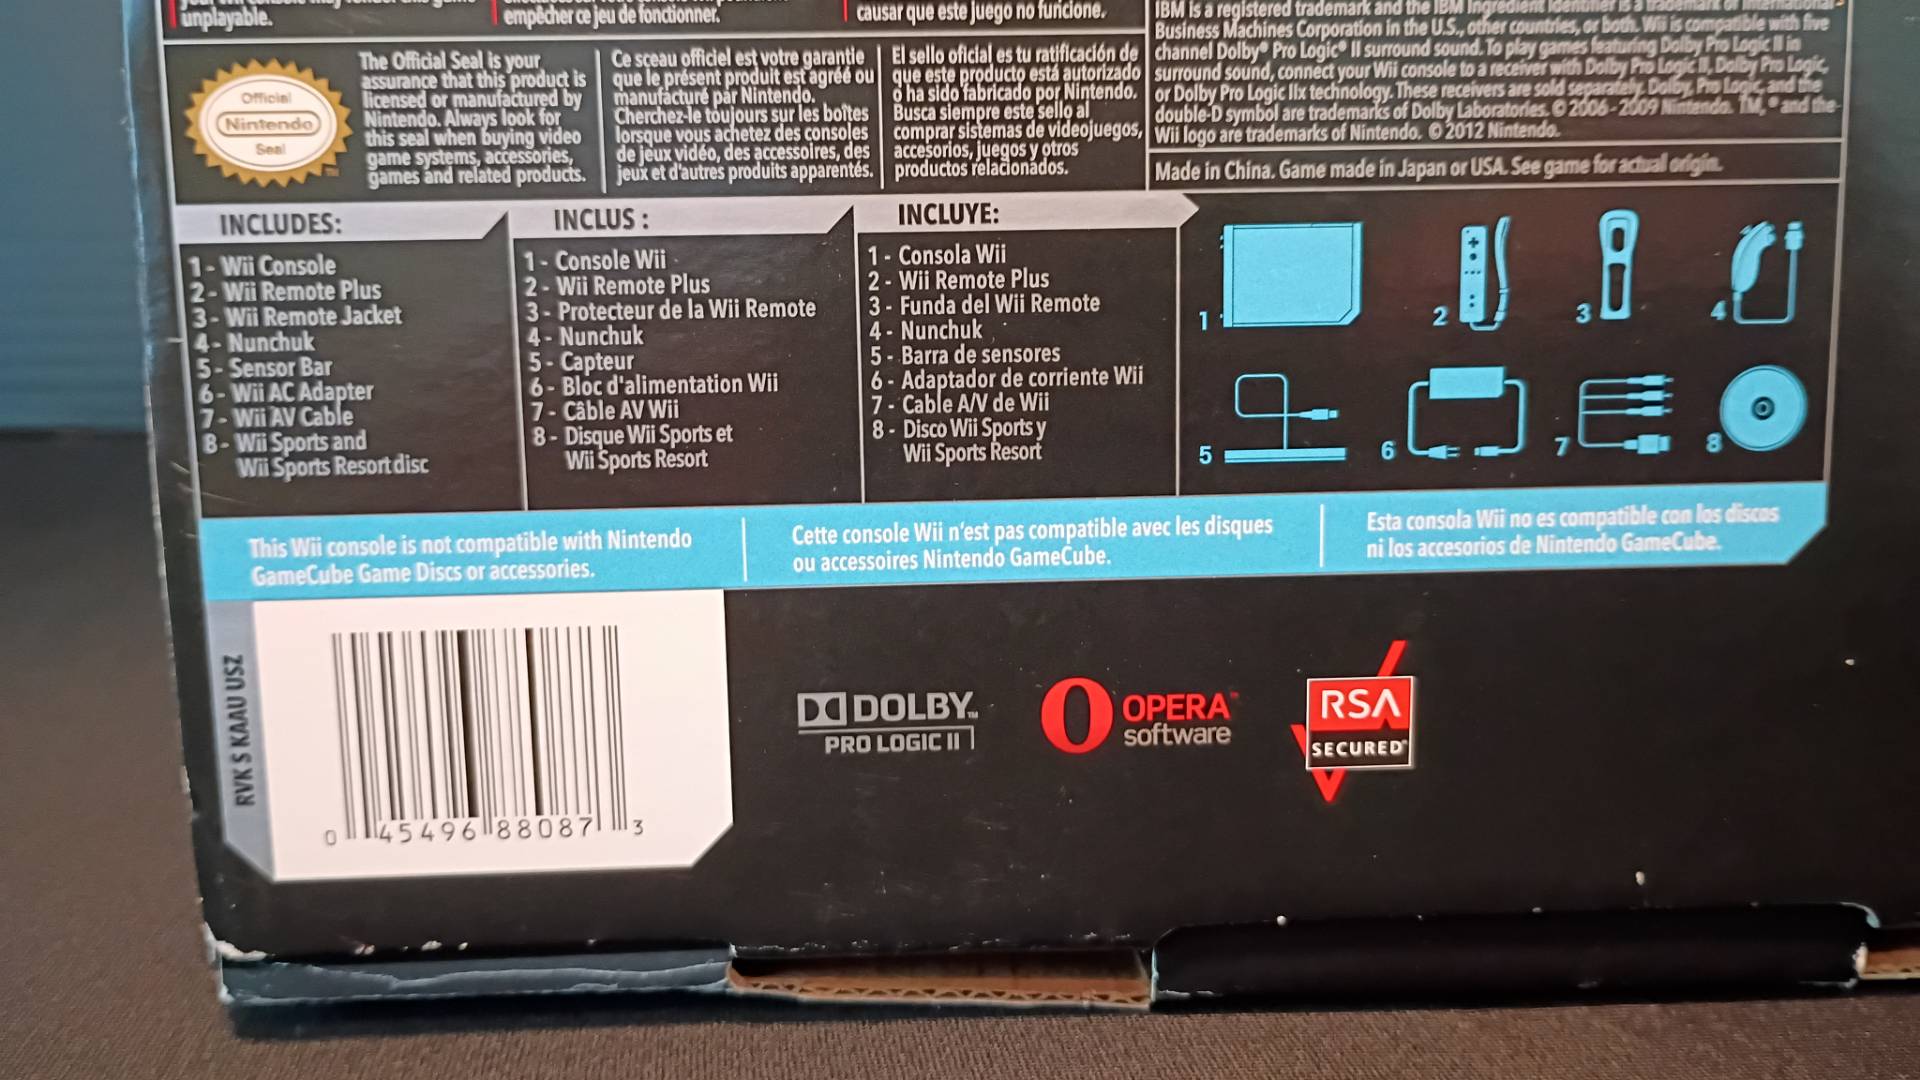 unplayable.
empêcher ce jeu de fonctionner.
causar que este juego no funcione.
IBM is a registered trademark and the IBM Ingredient Identifier is a trademark of International
Business Machines Corporation in the U.S., other countries, or both. Wii is compatible with five
channel Dolby® Pro Logic® II surround sound. To play games featuring Dolby Pro Logic II in
surround sound, connect your Wii console to a receiver with Dolby Pro Logic II, Dolby Pro Logic,
or Dolby Pro Logic IIx technology. These receivers are sold separately. Dolby, Pro Logic, and the
double-D symbol are trademarks of Dolby Laboratories. © 2006 - 2009 Nintendo. TM, ® and the
Wii logo are trademarks of Nintendo. © 2012 Nintendo.
Made in China. Game made in Japan or USA. See game for actual origin.
Official
Nintendo
Seal
TM
The Official Seal is your
assurance that this product is
licensed or manufactured by
Nintendo. Always look for
this seal when buying video
game systems, accessories,
games and related products.
Ce sceau officiel est votre garantie
que le présent produit est agréé ou
manufacturé par Nintendo.
Cherchez-le toujours sur les boîtes
lorsque vous achetez des consoles
de jeux vidéo, des accessoires, des
jeux et d'autres produits apparentés.
El sello oficial es tu ratificación de
que este producto está autorizado
o ha sido fabricado por Nintendo.
Busca siempre este sello al
comprar sistemas de videojuegos,
accesorios, juegos y otros
productos relacionados.
INCLUDES:
1 - Wii Console
2 - Wii Remote Plus
3 - Wii Remote Jacket
4 - Nunchuk
5 - Sensor Bar
6 - Wii AC Adapter
7 - Wii AV Cable
8 - Wii Sports and
Wii Sports Resort disc
INCLUS :
1 - Console Wii
2 - Wii Remote Plus
3 - Protecteur de la Wii Remote
4 - Nunchuk
5 - Capteur
6 - Bloc d'alimentation Wii
7 - Câble AV Wii
8 - Disque Wii Sports et
Wii Sports Resort
INCLUYE:
1 - Consola Wii
2 - Wii Remote Plus
3 - Funda del Wii Remote
4 - Nunchuk
5 - Barra de sensores
6 - Adaptador de corriente Wii
7 - Cable A/V de Wii
8 - Disco Wii Sports y
Wii Sports Resort
1
2
3
4
5
6
7
8
This Wii console is not compatible with Nintendo
GameCube Game Discs or accessories.
Cette console Wii n'est pas compatible avec les disques
ou accessoires Nintendo GameCube.
Esta consola Wii no es compatible con los discos
ni los accesorios de Nintendo GameCube.
RVK S KAAU USZ
0 45496 88087 3
DOLBY™
PRO LOGIC II
OPERA™
software
RSA
SECURED™